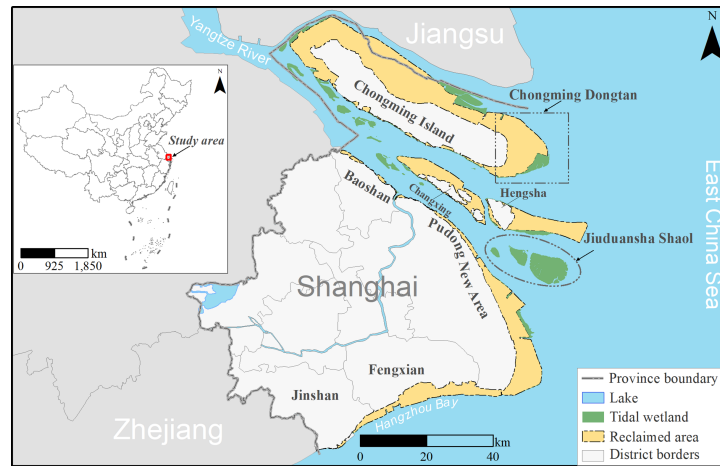 Yangtze River
Jiangsu
N
N
Chongming Dongtan
Chongming Island
Study area
Baoshan
Changxing
Hengsha
East China Sea
Pudong New Area
Jiuduansha Shaol
0 925 1,850
km
Shanghai
Fengxian
Jinshan
Hangzhou Bay
Zhejiang
0 20 40
km
Province boundary
Lake
Tidal wetland
Reclaimed area
District borders